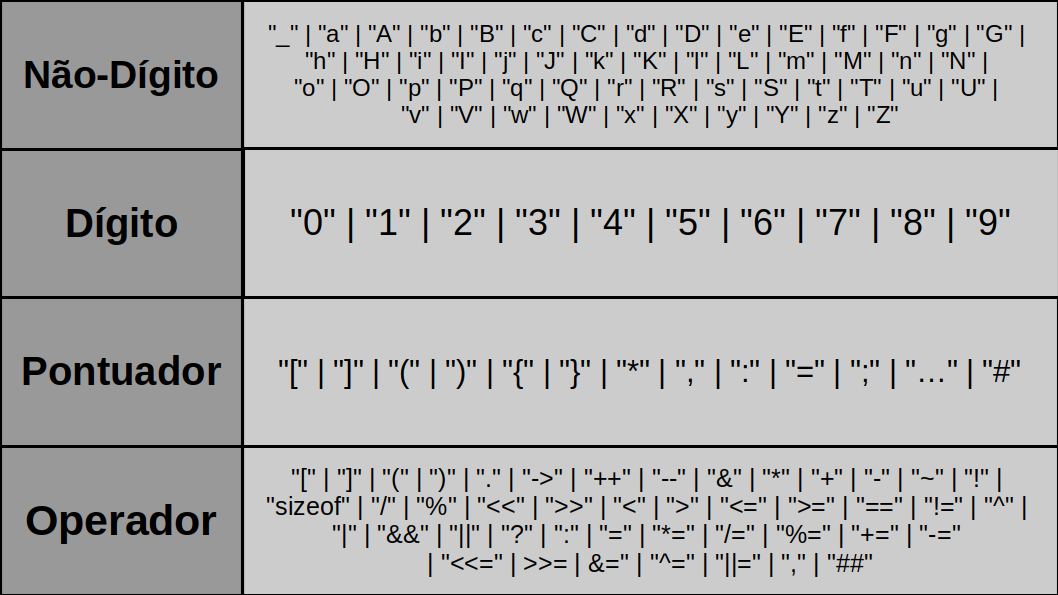 Não-Dígito
"_" | "a" | "A" | "b" | "B" | "c" | "C" | "d" | "D" | "e" | "E" | "f" | "F" | "g" | "G" |
"h" | "H" | "i" | "I" | "j" | "J" | "k" | "K" | "l" | "L" | "m" | "M" | "n" | "N" |
"o" | "O" | "p" | "P" | "q" | "Q" | "r" | "R" | "s" | "S" | "t" | "T" | "u" | "U" |
"v" | "V" | "w" | "W" | "x" | "X" | "y" | "Y" | "z" | "Z"
Dígito
"0" | "1" | "2" | "3" | "4" | "5" | "6" | "7" | "8" | "9"
Pontuador
"[" | "]" | "(" | ")" | "{" | "}" | "*" | "," | ":" | "=" | ";" | "…" | "#"
Operador
"[" | "]" | "(" | ")" | "." | "->" | "++" | "--" | "&" | "*" | "+" | "-" | "~" | "!" |
"sizeof" | "/" | "%" | "<<" | ">>" | "<" | ">" | "<=" | ">=" | "==" | "!=" | "^" |
"|" | "&&" | "||" | "?" | ":" | "=" | "*=" | "/=" | "%=" | "+=" | "-="
| "<<=" | >>= | &=" | "^=" | "||=" | "," | "##"